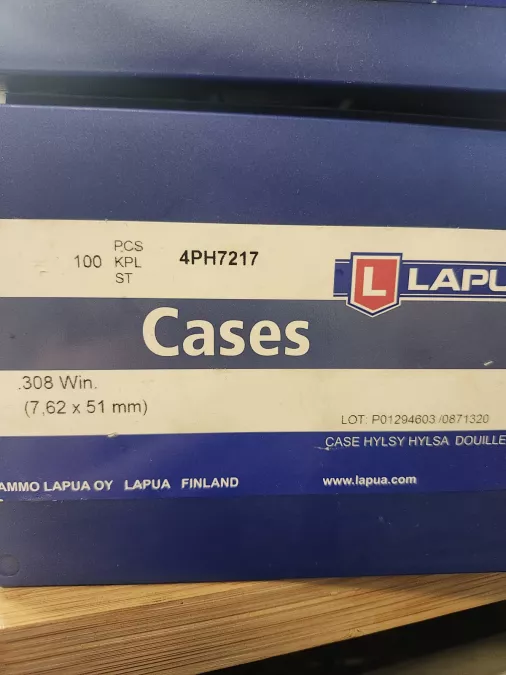 100 PCS
KPL
ST
4PH7217
L LAPU
Cases
.308 Win.
(7,62 x 51 mm)
LOT: P01294603 /0871320
CASE HYLSY HYLSA DOUILLE
AMMO LAPUA OY LAPUA FINLAND
www.lapua.com